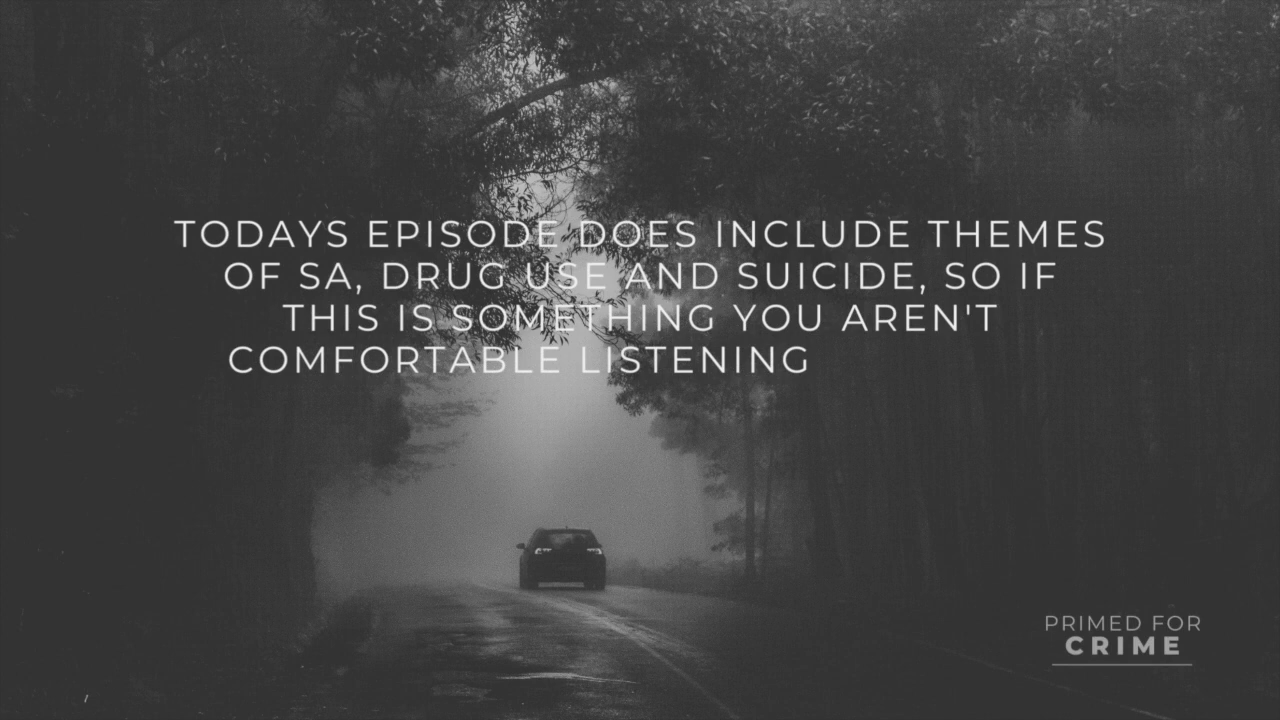 TODAYS EPISODE DOES INCLUDE THEMES
OF SA, DRUG USE AND SUICIDE, SO IF
THIS IS SOMETHING YOU AREN'T
COMFORTABLE LISTENING
PRIMED FOR
CRIME